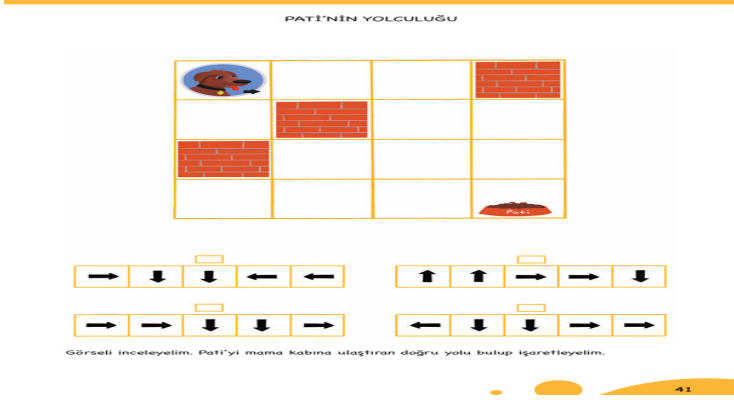 PATİ'NİN YOLCULUĞU
Pati
Görseli inceleyelim. Pati'yi mama kabına ulaştıran doğru yolu bulup işaretleyelim.
41